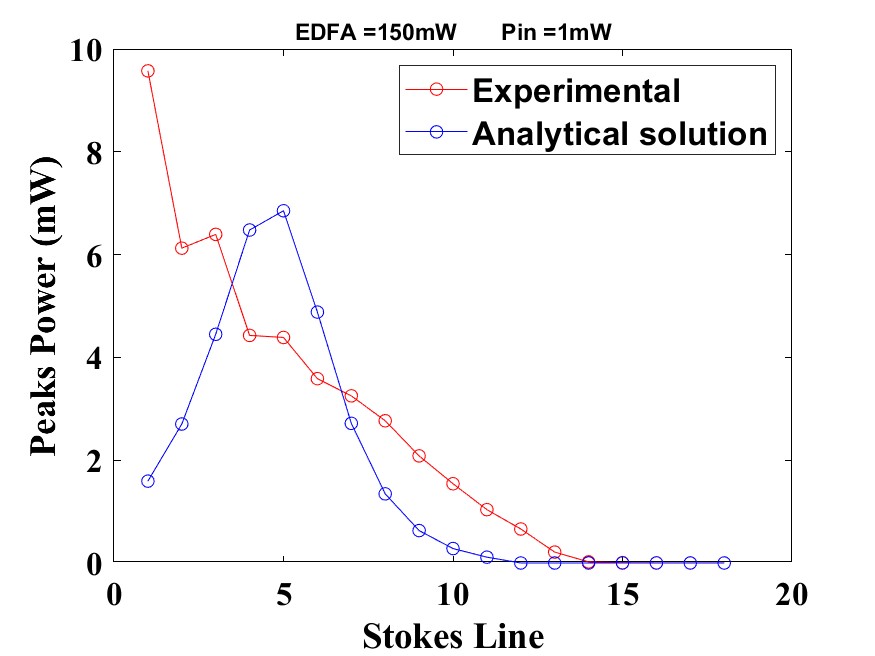 EDFA =150mW Pin =1mW
Experimental
Analytical solution
Peaks Power (mW)
10
8
6
4
2
0
0 5 10 15 20
Stokes Line